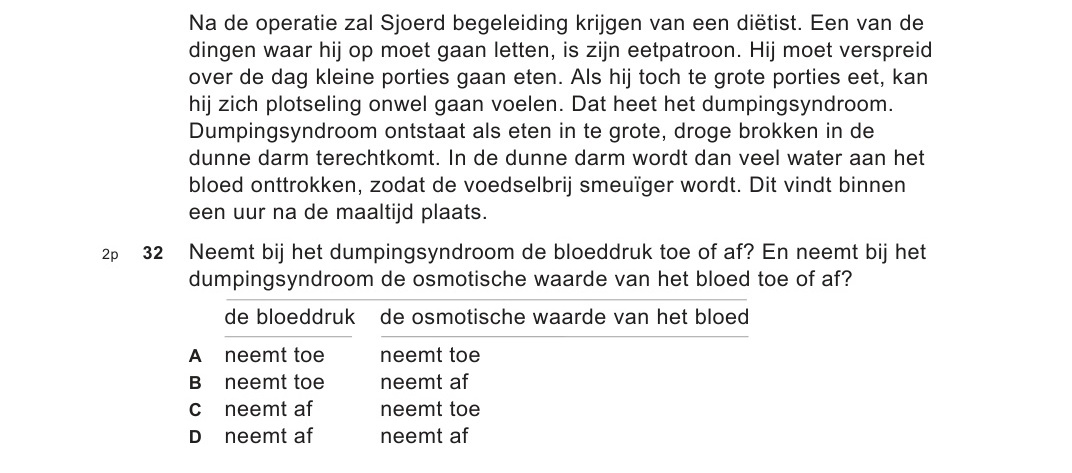 Na de operatie zal Sjoerd begeleiding krijgen van een diëtist. Een van de
dingen waar hij op moet gaan letten, is zijn eetpatroon. Hij moet verspreid
over de dag kleine porties gaan eten. Als hij toch te grote porties eet, kan
hij zich plotseling onwel gaan voelen. Dat heet het dumpingsyndroom.
Dumpingsyndroom ontstaat als eten in te grote, droge brokken in de
dunne darm terechtkomt. In de dunne darm wordt dan veel water aan het
bloed onttrokken, zodat de voedselbrij smeuïger wordt. Dit vindt binnen
een uur na de maaltijd plaats.
2p 32 Neemt bij het dumpingsyndroom de bloeddruk toe of af? En neemt bij het
dumpingsyndroom de osmotische waarde van het bloed toe of af?
de bloeddruk de osmotische waarde van het bloed
A neemt toe neemt toe
B neemt toe neemt af
C neemt af neemt toe
D neemt af neemt af